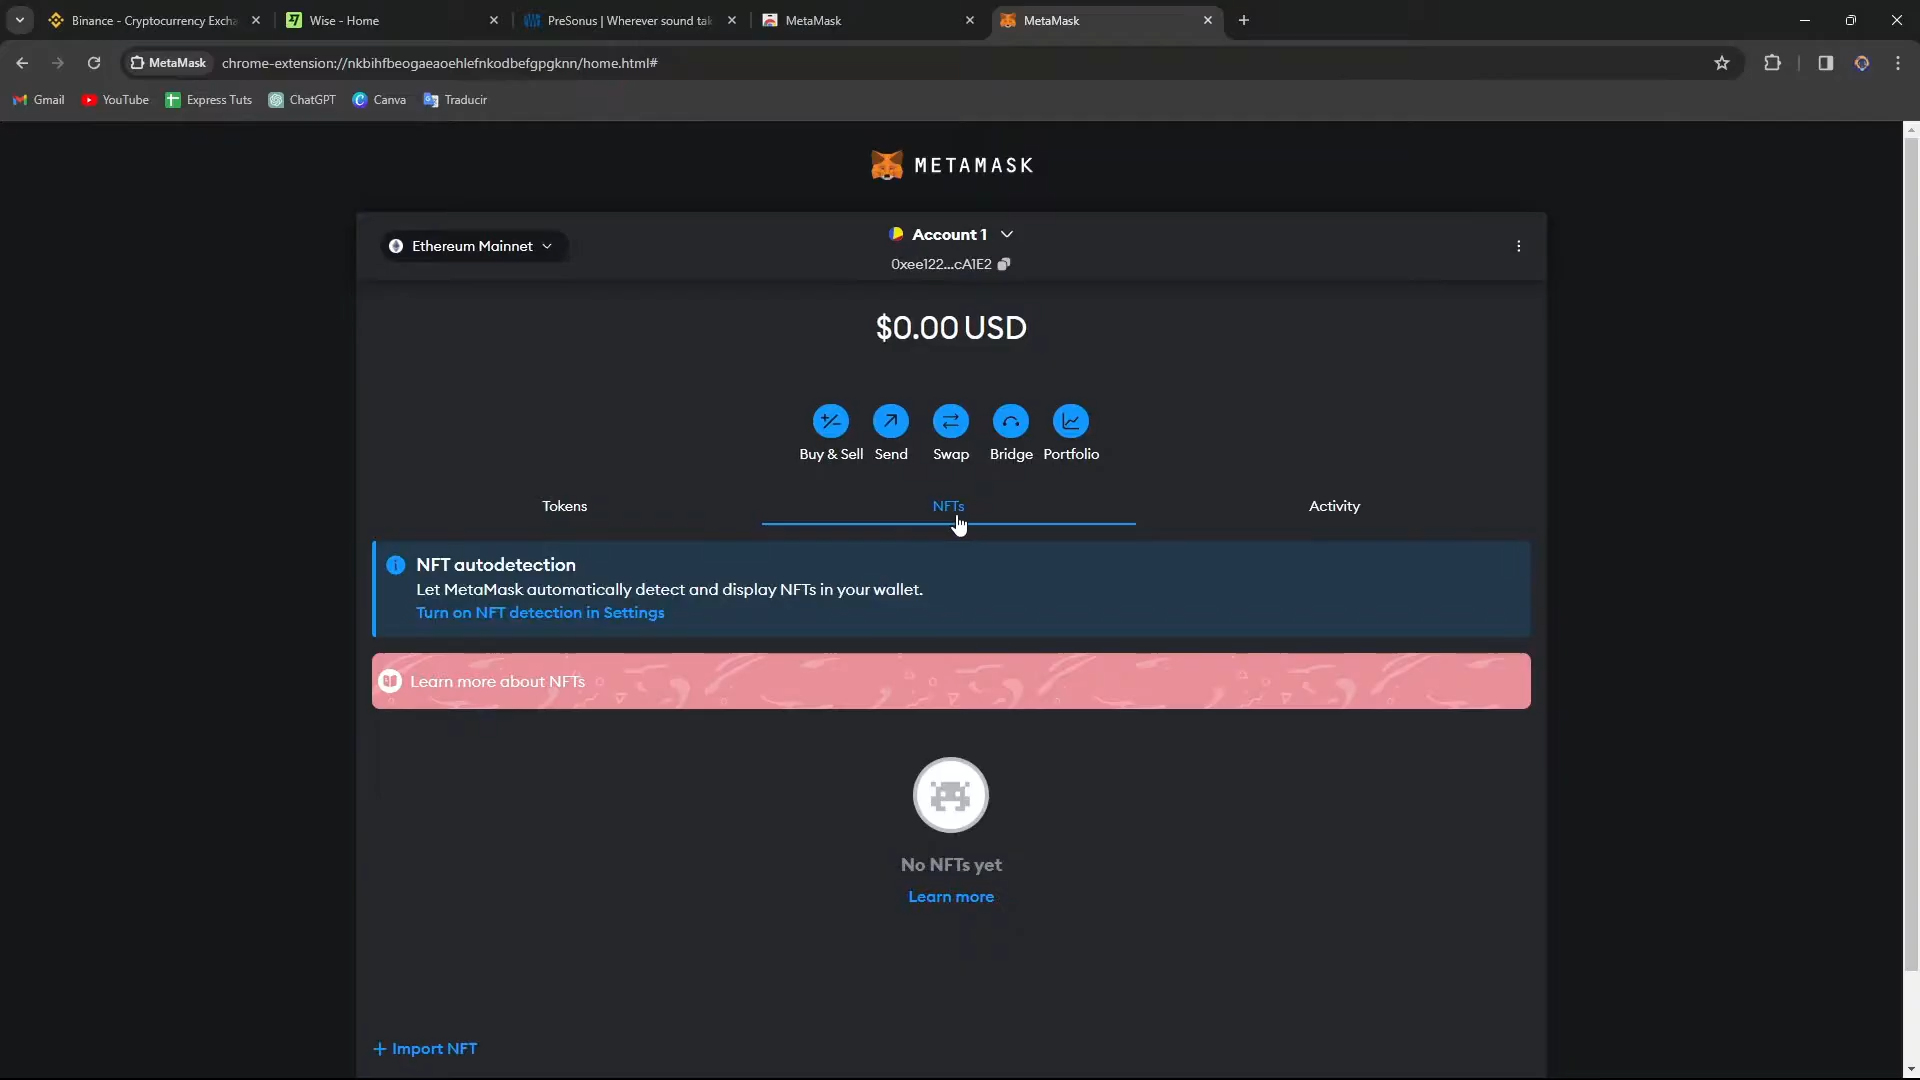 Binance - Cryptocurrency Excha
Wise - Home
PreSonus | Wherever sound tak
MetaMask
MetaMask
MetaMask
chrome-extension://nkbihfbeogaeaoehlefnkodbefgpgknn/home.html#
Gmail
YouTube
Express Tuts
ChatGPT
Canva
Traducir
METAMASK
Ethereum Mainnet
Account 1
0xee122...cA1E2
$0.00 USD
Buy & Sell
Send
Swap
Bridge
Portfolio
Tokens
NFTs
Activity
NFT autodetection
Let MetaMask automatically detect and display NFTs in your wallet.
Turn on NFT detection in Settings
Learn more about NFTs
No NFTs yet
Learn more
+ Import NFT